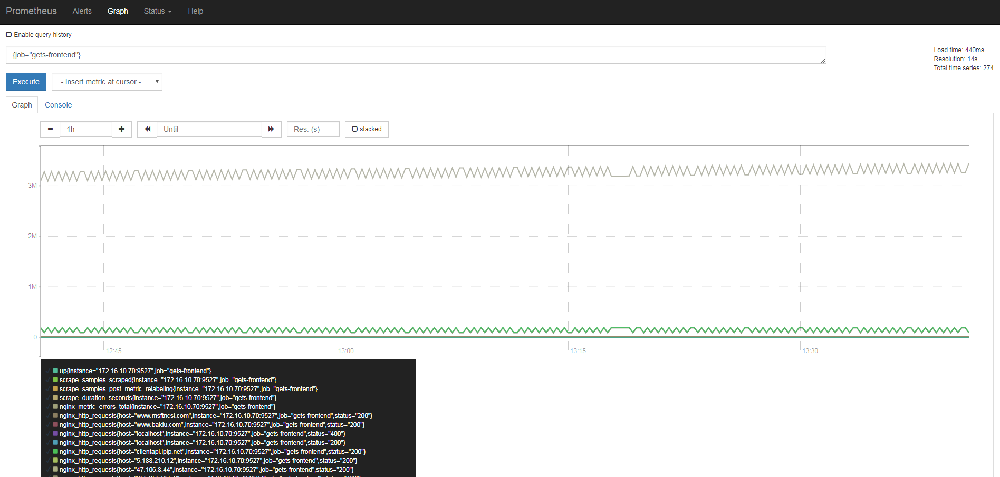 Prometheus Alerts Graph Status Help
Enable query history
{job="gets-frontend"}
Load time: 440ms
Resolution: 14s
Total time series: 274
Execute - insert metric at cursor -
Graph Console
1h Until Res. (s) stacked
3M
2M
1M
0
12:45 13:00 13:15 13:30
up{instance="172.16.10.70:9527",job="gets-frontend"}
scrape_samples_scraped{instance="172.16.10.70:9527",job="gets-frontend"}
scrape_samples_post_metric_relabeling{instance="172.16.10.70:9527",job="gets-frontend"}
scrape_duration_seconds{instance="172.16.10.70:9527",job="gets-frontend"}
nginx_metric_errors_total{instance="172.16.10.70:9527",job="gets-frontend"}
nginx_http_requests{host="www.msftncsi.com",instance="172.16.10.70:9527",job="gets-frontend",status="200"}
nginx_http_requests{host="www.baidu.com",instance="172.16.10.70:9527",job="gets-frontend",status="200"}
nginx_http_requests{host="localhost",instance="172.16.10.70:9527",job="gets-frontend",status="400"}
nginx_http_requests{host="localhost",instance="172.16.10.70:9527",job="gets-frontend",status="200"}
nginx_http_requests{host="clientapi.ipip.net",instance="172.16.10.70:9527",job="gets-frontend",status="200"}
nginx_http_requests{host="5.188.210.12",instance="172.16.10.70:9527",job="gets-frontend",status="200"}
nginx_http_requests{host="47.106.8.44",instance="172.16.10.70:9527",job="gets-frontend",status="200"}